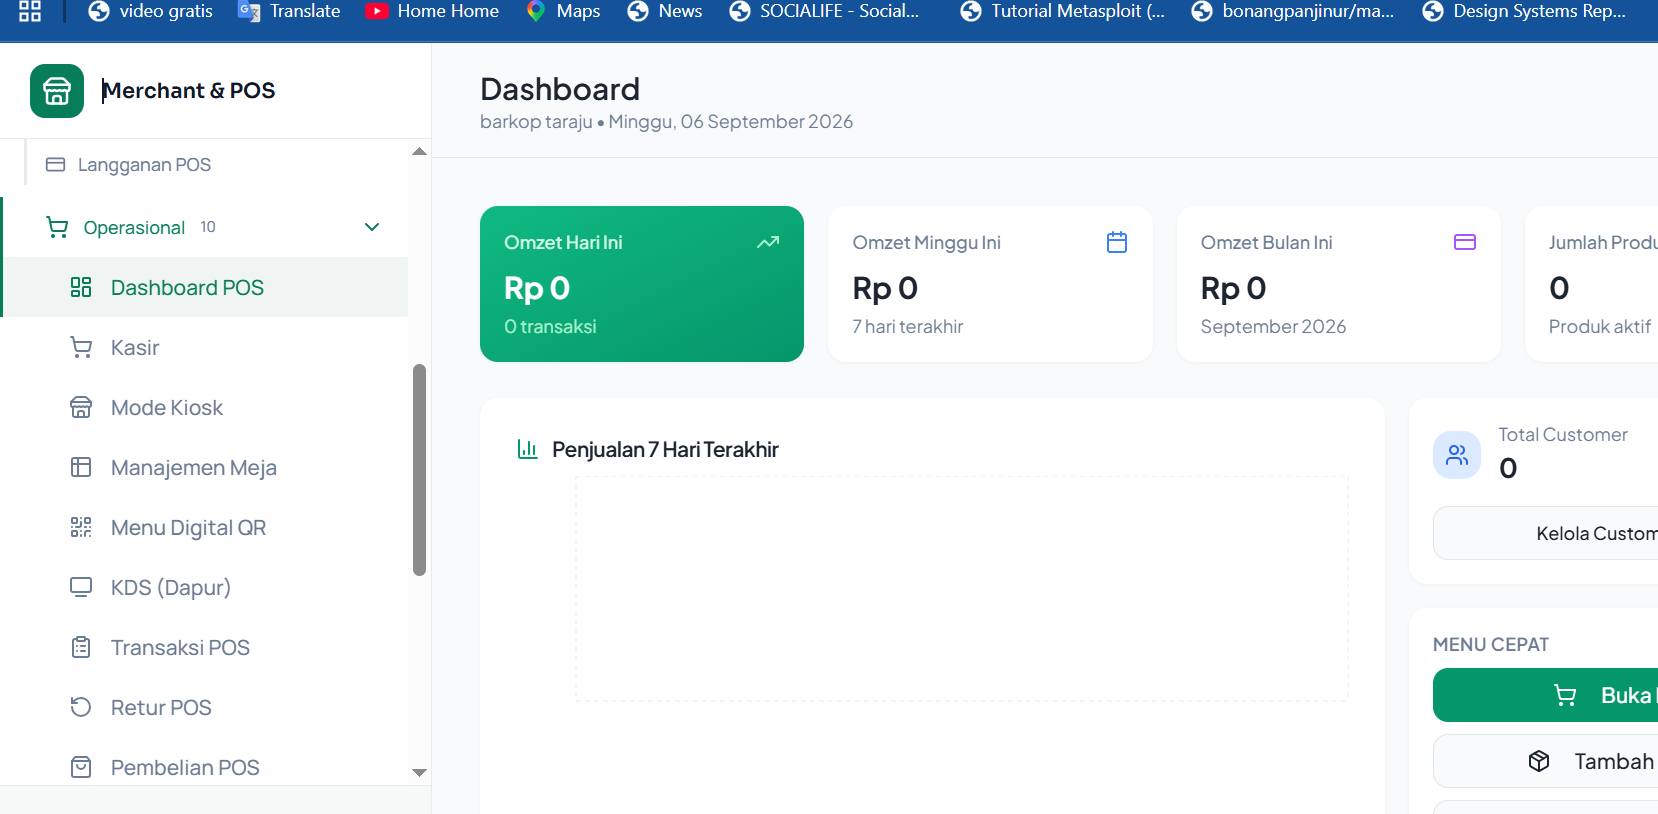 video gratis
Translate
Home Home
Maps
News
SOCIALIFE - Social...
Tutorial Metasploit (...
bonangpanjinur/ma...
Design Systems Rep...
Merchant & POS
Langganan POS
Operasional 10
Dashboard POS
Kasir
Mode Kiosk
Manajemen Meja
Menu Digital QR
KDS (Dapur)
Transaksi POS
Retur POS
Pembelian POS
Dashboard
barkop taraju • Minggu, 06 September 2026
Omzet Hari Ini
Rp 0
0 transaksi
Omzet Minggu Ini
Rp 0
7 hari terakhir
Omzet Bulan Ini
Rp 0
September 2026
Jumlah Produ
0
Produk aktif
Penjualan 7 Hari Terakhir
Total Customer
0
Kelola Custom
MENU CEPAT
Buka
Tambah